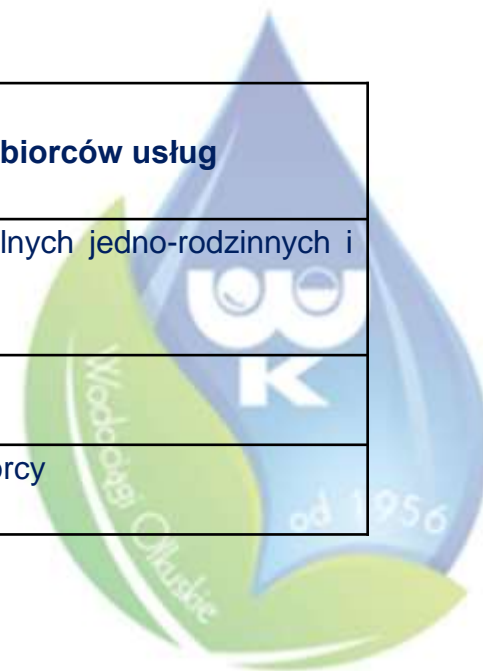 biorców usług
lnych jedno-rodzinnych i
rcy
W
K
Wodociągi Olkuskie
od 1956